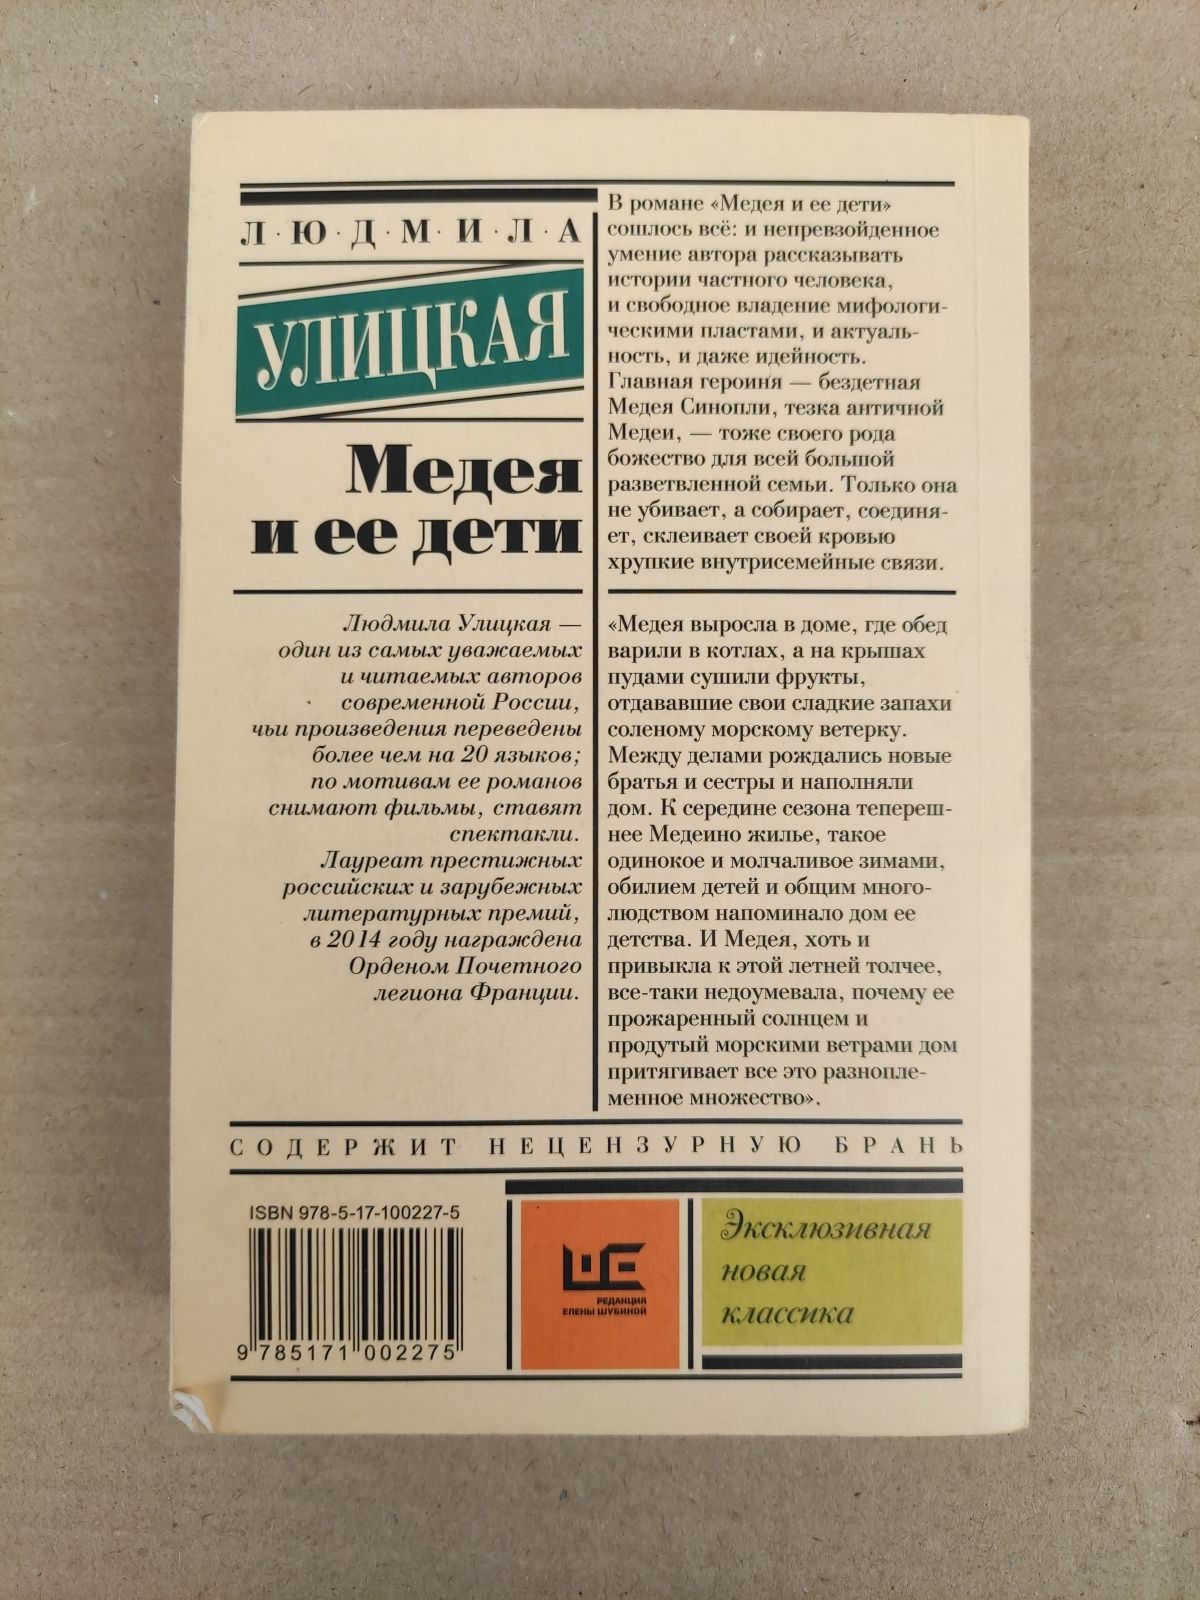 Л·Ю·Д·М·И·Л·А
УЛИЦКАЯ
Медея
и ее дети
Людмила Улицкая —
один из самых уважаемых
и читаемых авторов
современной России,
чьи произведения переведены
более чем на 20 языков;
по мотивам ее романов
снимают фильмы, ставят
спектакли.
Лауреат престижных
российских и зарубежных
литературных премий,
в 2014 году награждена
Орденом Почетного
легиона Франции.
В романе «Медея и ее дети»
сошлось всё: и непревзойденное
умение автора рассказывать
истории частного человека,
и свободное владение мифологи-
ческими пластами, и актуаль-
ность, и даже идейность.
Главная героиня — бездетная
Медея Синопли, тезка античной
Медеи, — тоже своего рода
божество для всей большой
разветвленной семьи. Только она
не убивает, а собирает, соединя-
ет, склеивает своей кровью
хрупкие внутрисемейные связи.
«Медея выросла в доме, где обед
варили в котлах, а на крышах
пудами сушили фрукты,
отдававшие свои сладкие запахи
соленому морскому ветерку.
Между делами рождались новые
братья и сестры и наполняли
дом. К середине сезона теплереш-
нее Медеино жилье, такое
одинокое и молчаливое зимами,
обилием детей и общим много-
людством напоминало дом ее
детства. И Медея, хоть и
привыкла к этой летней толчее,
все-таки недоумевала, почему ее
прожаренный солнцем и
продутый морскими ветрами дом
притягивает все это разнопле-
менное множество».
СОДЕРЖИТ НЕЦЕНЗУРНУЮ БРАНЬ
ISBN 978-5-17-100227-5
9 785171 002275
РЕДАКЦИЯ
ЕЛЕНЫ ШУБИНОЙ
Эксклюзивная
новая
классика